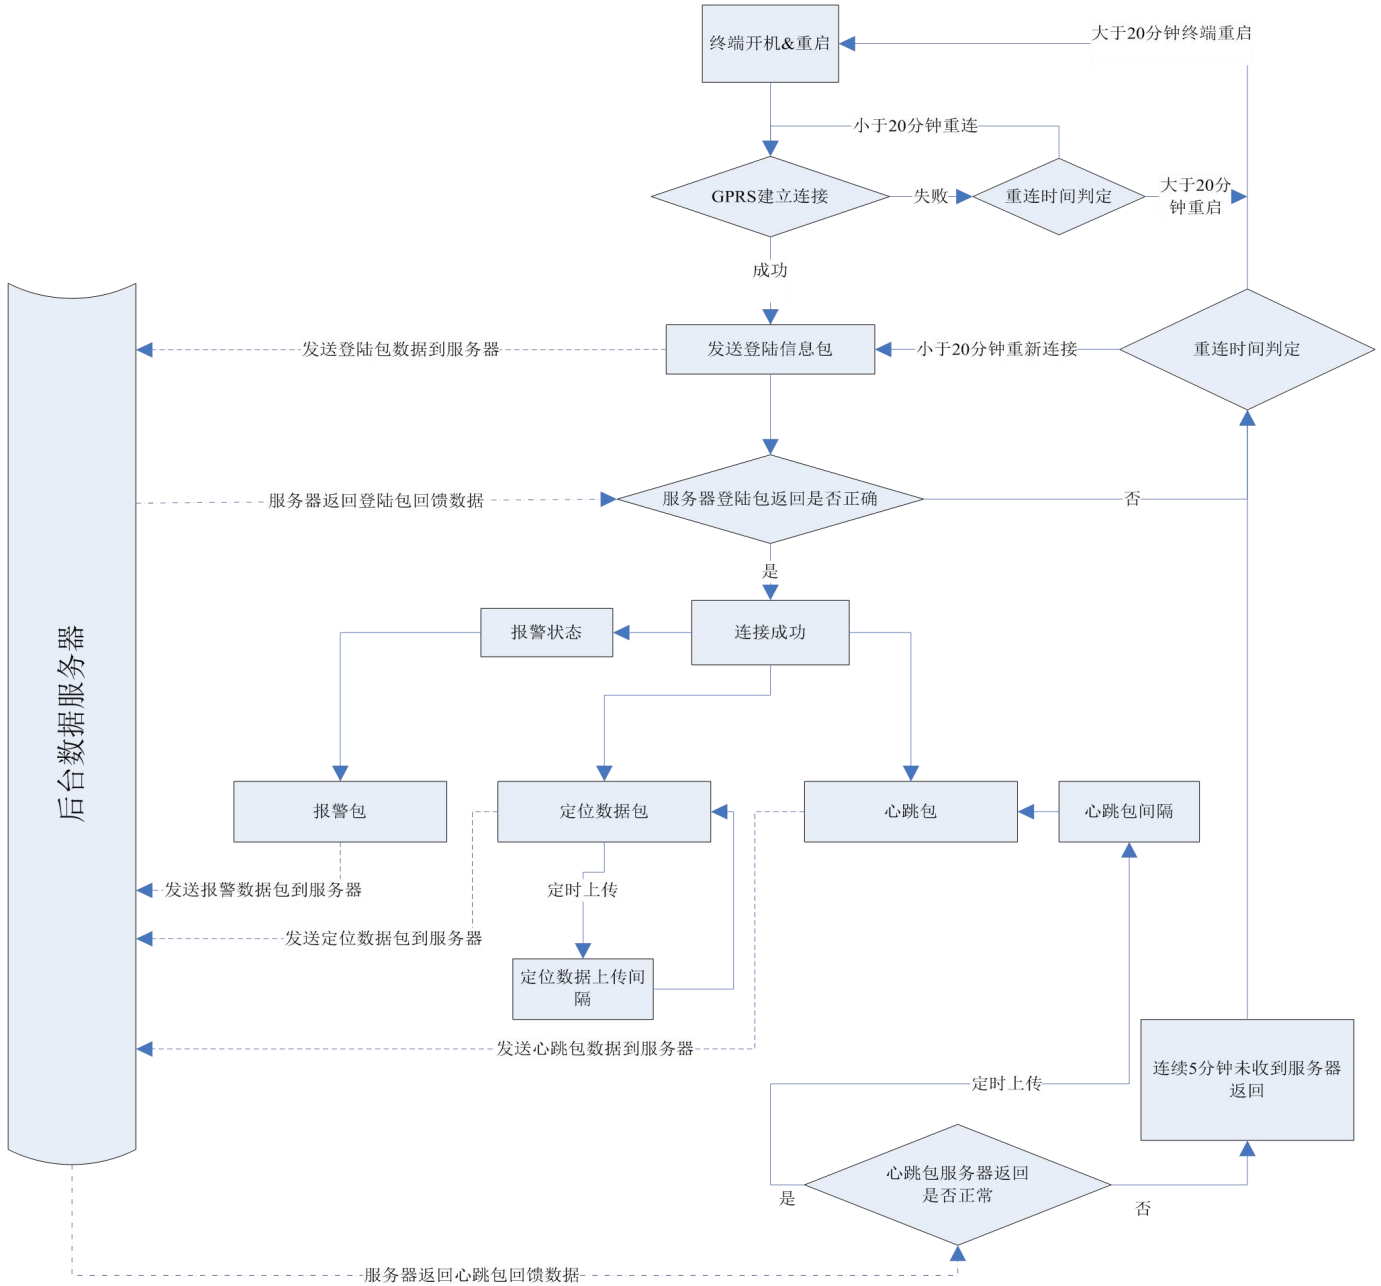 终端开机&重启
大于20分钟终端重启
小于20分钟重连
GPRS建立连接
失败
重连时间判定
大于20分
钟重启
成功
发送登陆包数据到服务器
发送登陆信息包
小于20分钟重新连接
重连时间判定
服务器返回登陆包回馈数据
服务器登陆包返回是否正确
否
是
后台数据服务器
报警状态
连接成功
报警包
定位数据包
心跳包
心跳包间隔
发送报警数据包到服务器
定时上传
发送定位数据包到服务器
定位数据上传间
隔
发送心跳包数据到服务器
连续5分钟未收到服务器
返回
定时上传
心跳包服务器返回
是否正常
是
否
服务器返回心跳包回馈数据